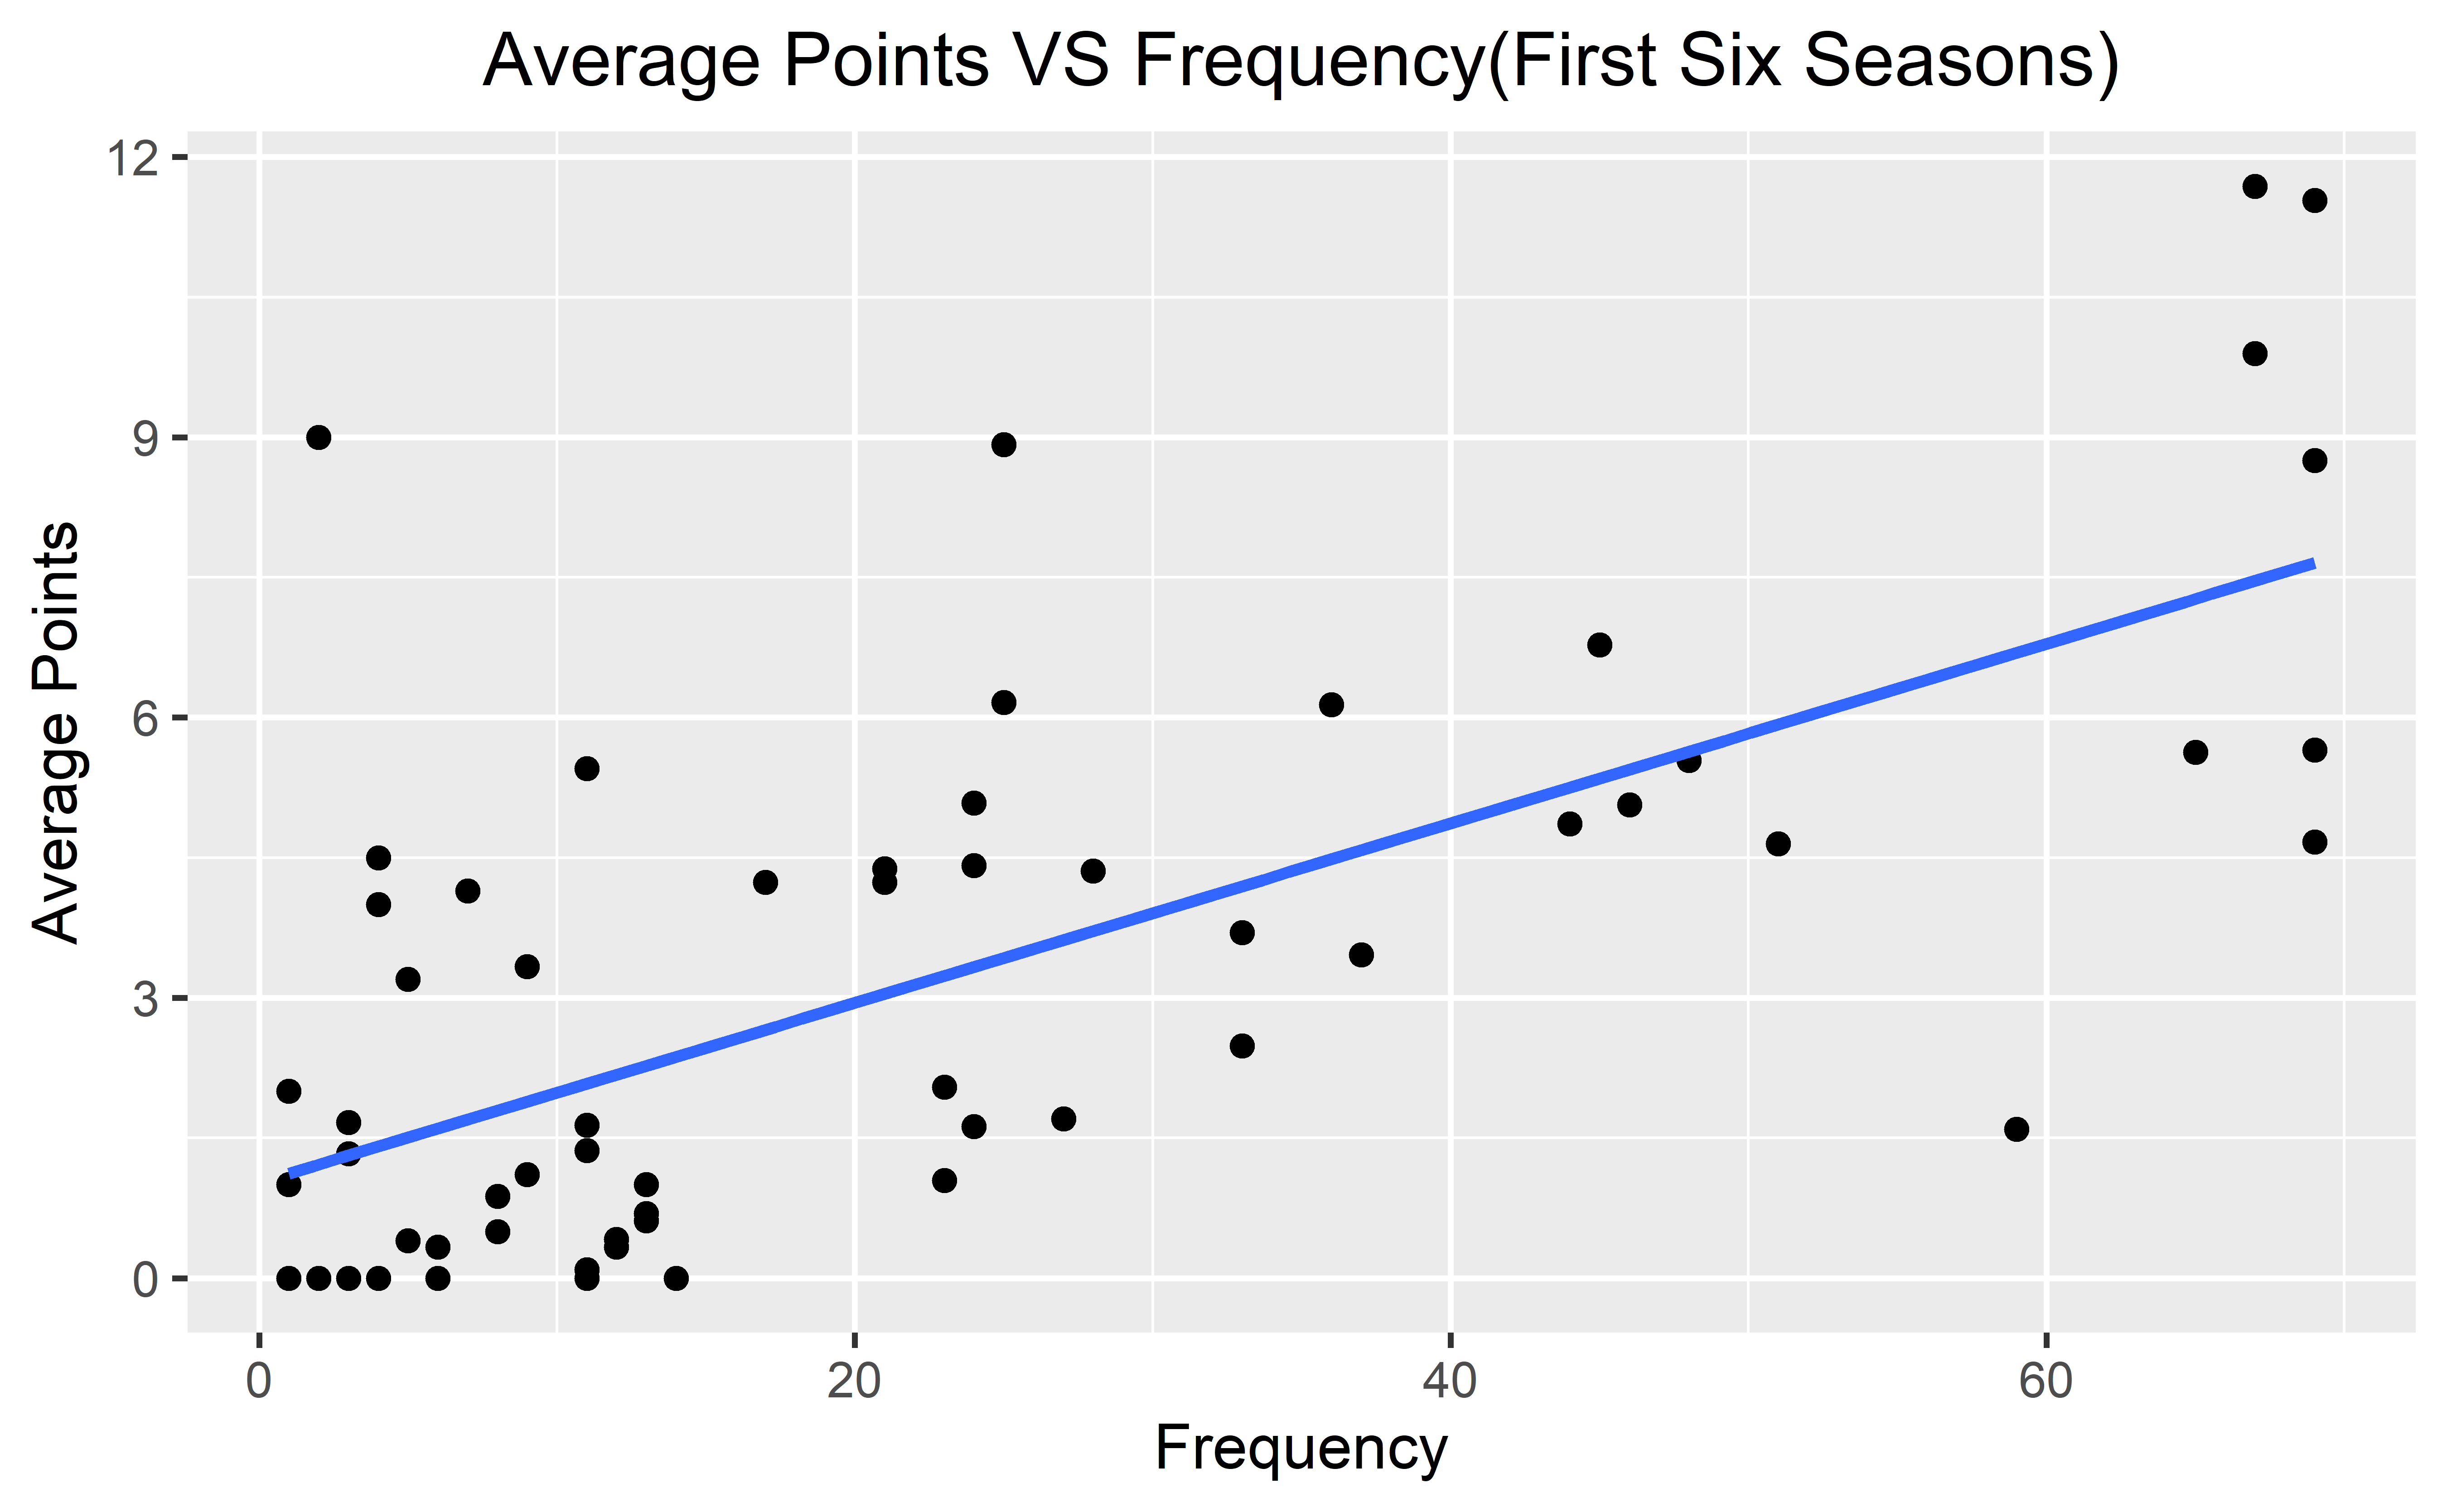 Average Points VS Frequency(First Six Seasons)
12
9
6
3
0
Average Points
0 20 40 60
Frequency